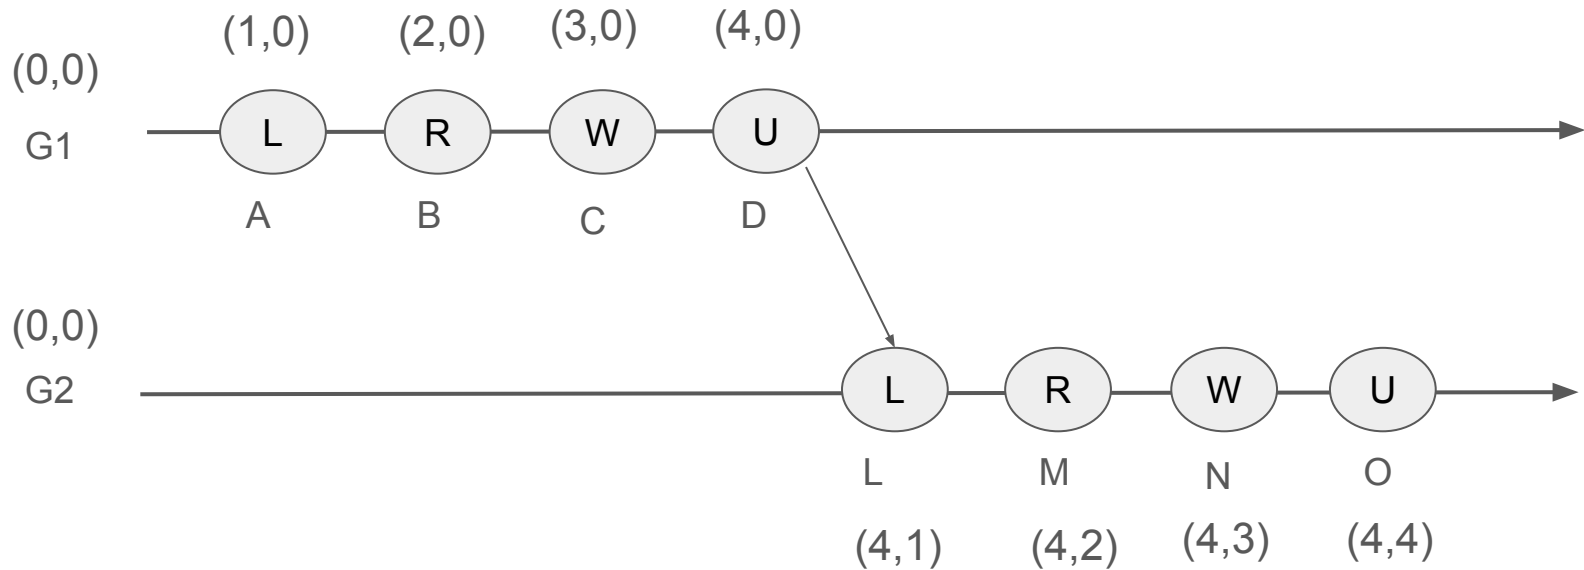 (1,0) (2,0) (3,0) (4,0)
(0,0)
G1 L R W U
A B C D
(0,0)
G2 L R W U
L M N O
(4,1) (4,2) (4,3) (4,4)